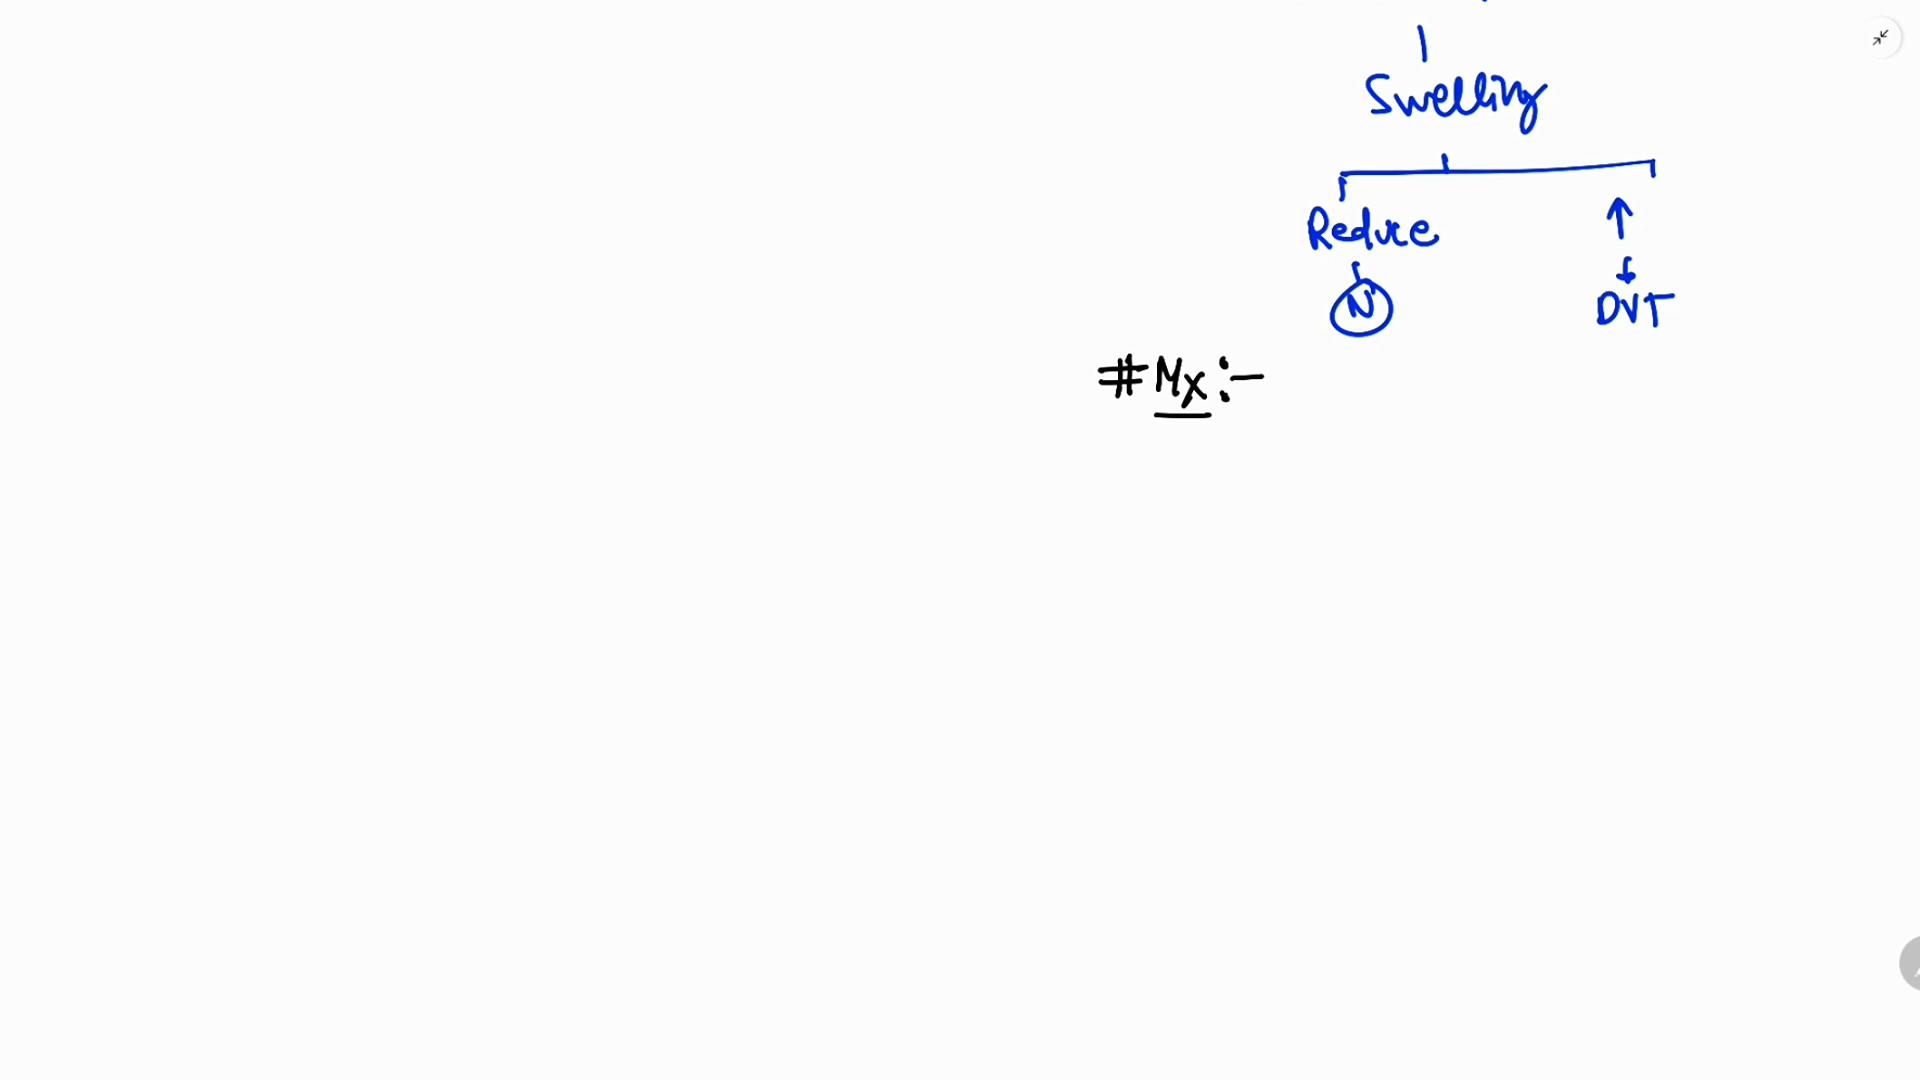 Swelling
Reduce ↑
N ↓
DVT
# Mx :-